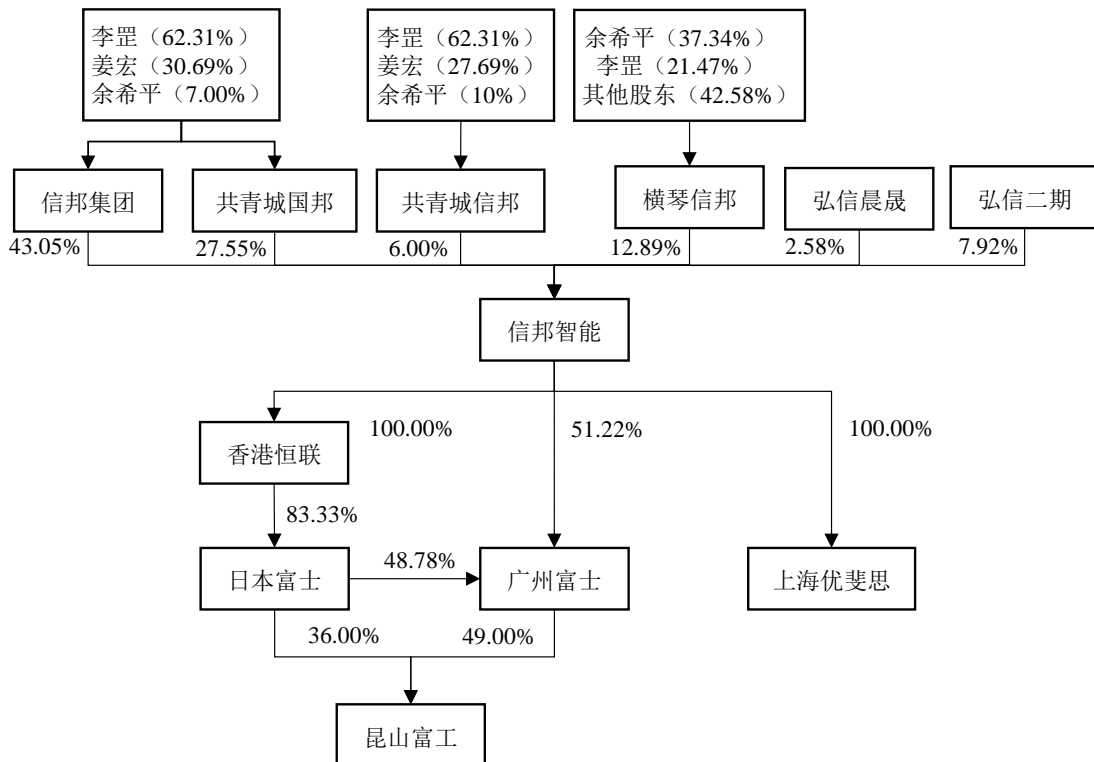 李罡（62.31%）
姜宏（30.69%）
余希平（7.00%）
李罡（62.31%）
姜宏（27.69%）
余希平（10%）
余希平（37.34%）
李罡（21.47%）
其他股东（42.58%）
信邦集团
共青城国邦
共青城信邦
横琴信邦
弘信晨晟
弘信二期
43.05%
27.55%
6.00%
12.89%
2.58%
7.92%
信邦智能
100.00%
51.22%
100.00%
香港恒联
83.33%
日本富士
48.78%
广州富士
上海优斐思
36.00%
49.00%
昆山富工